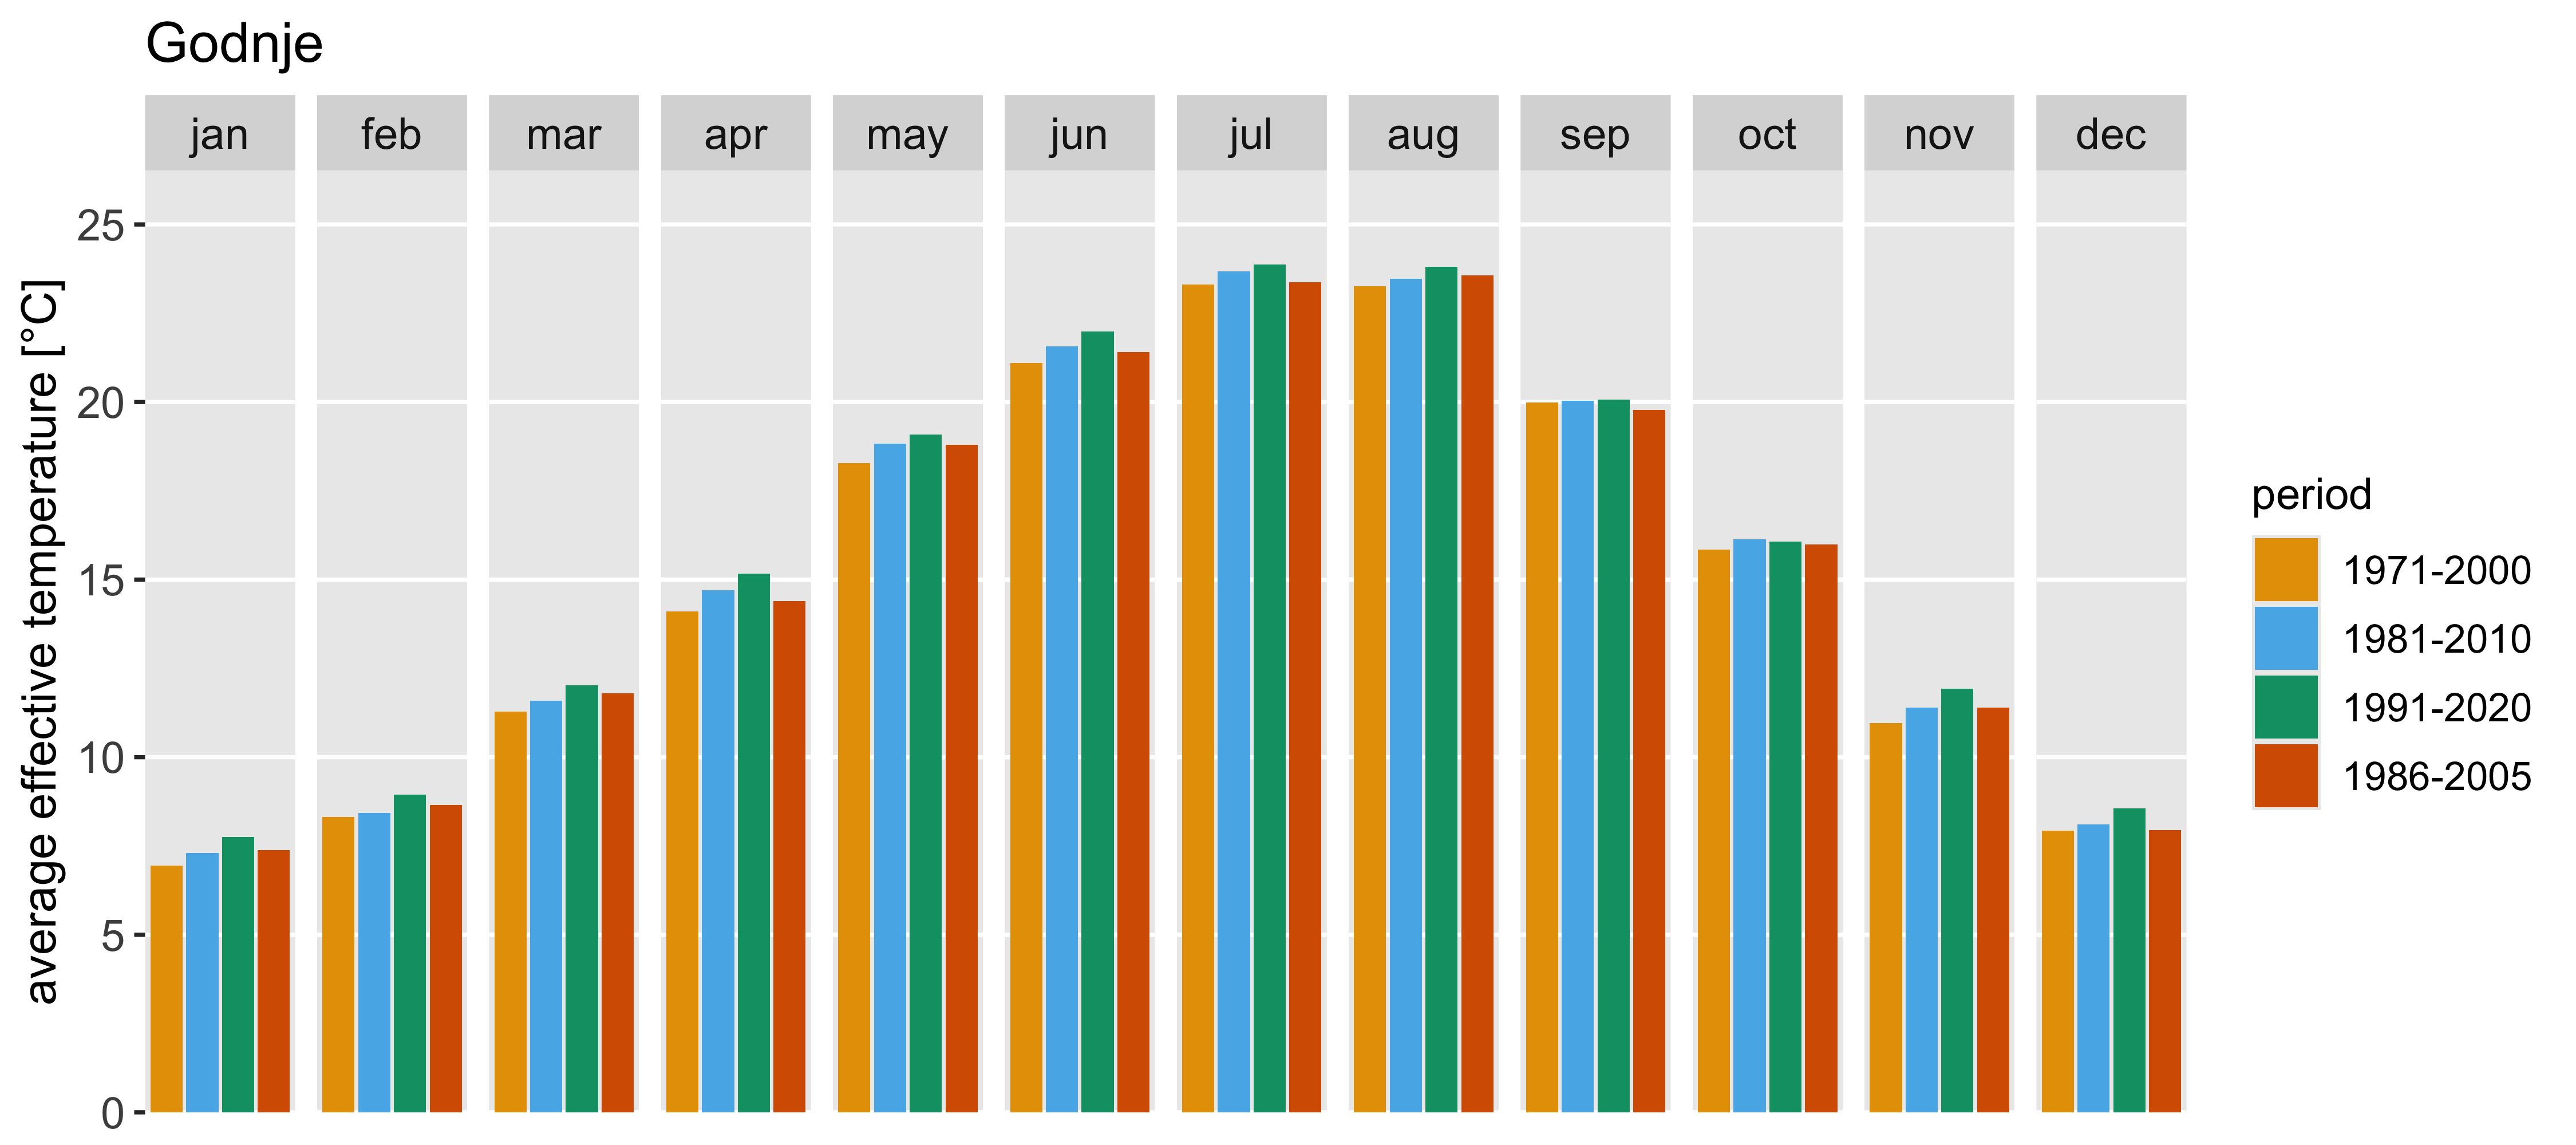 Godnje
jan feb mar apr may jun jul aug sep oct nov dec
average effective temperature [°C]
25
20
15
10
5
0
period
1971-2000
1981-2010
1991-2020
1986-2005